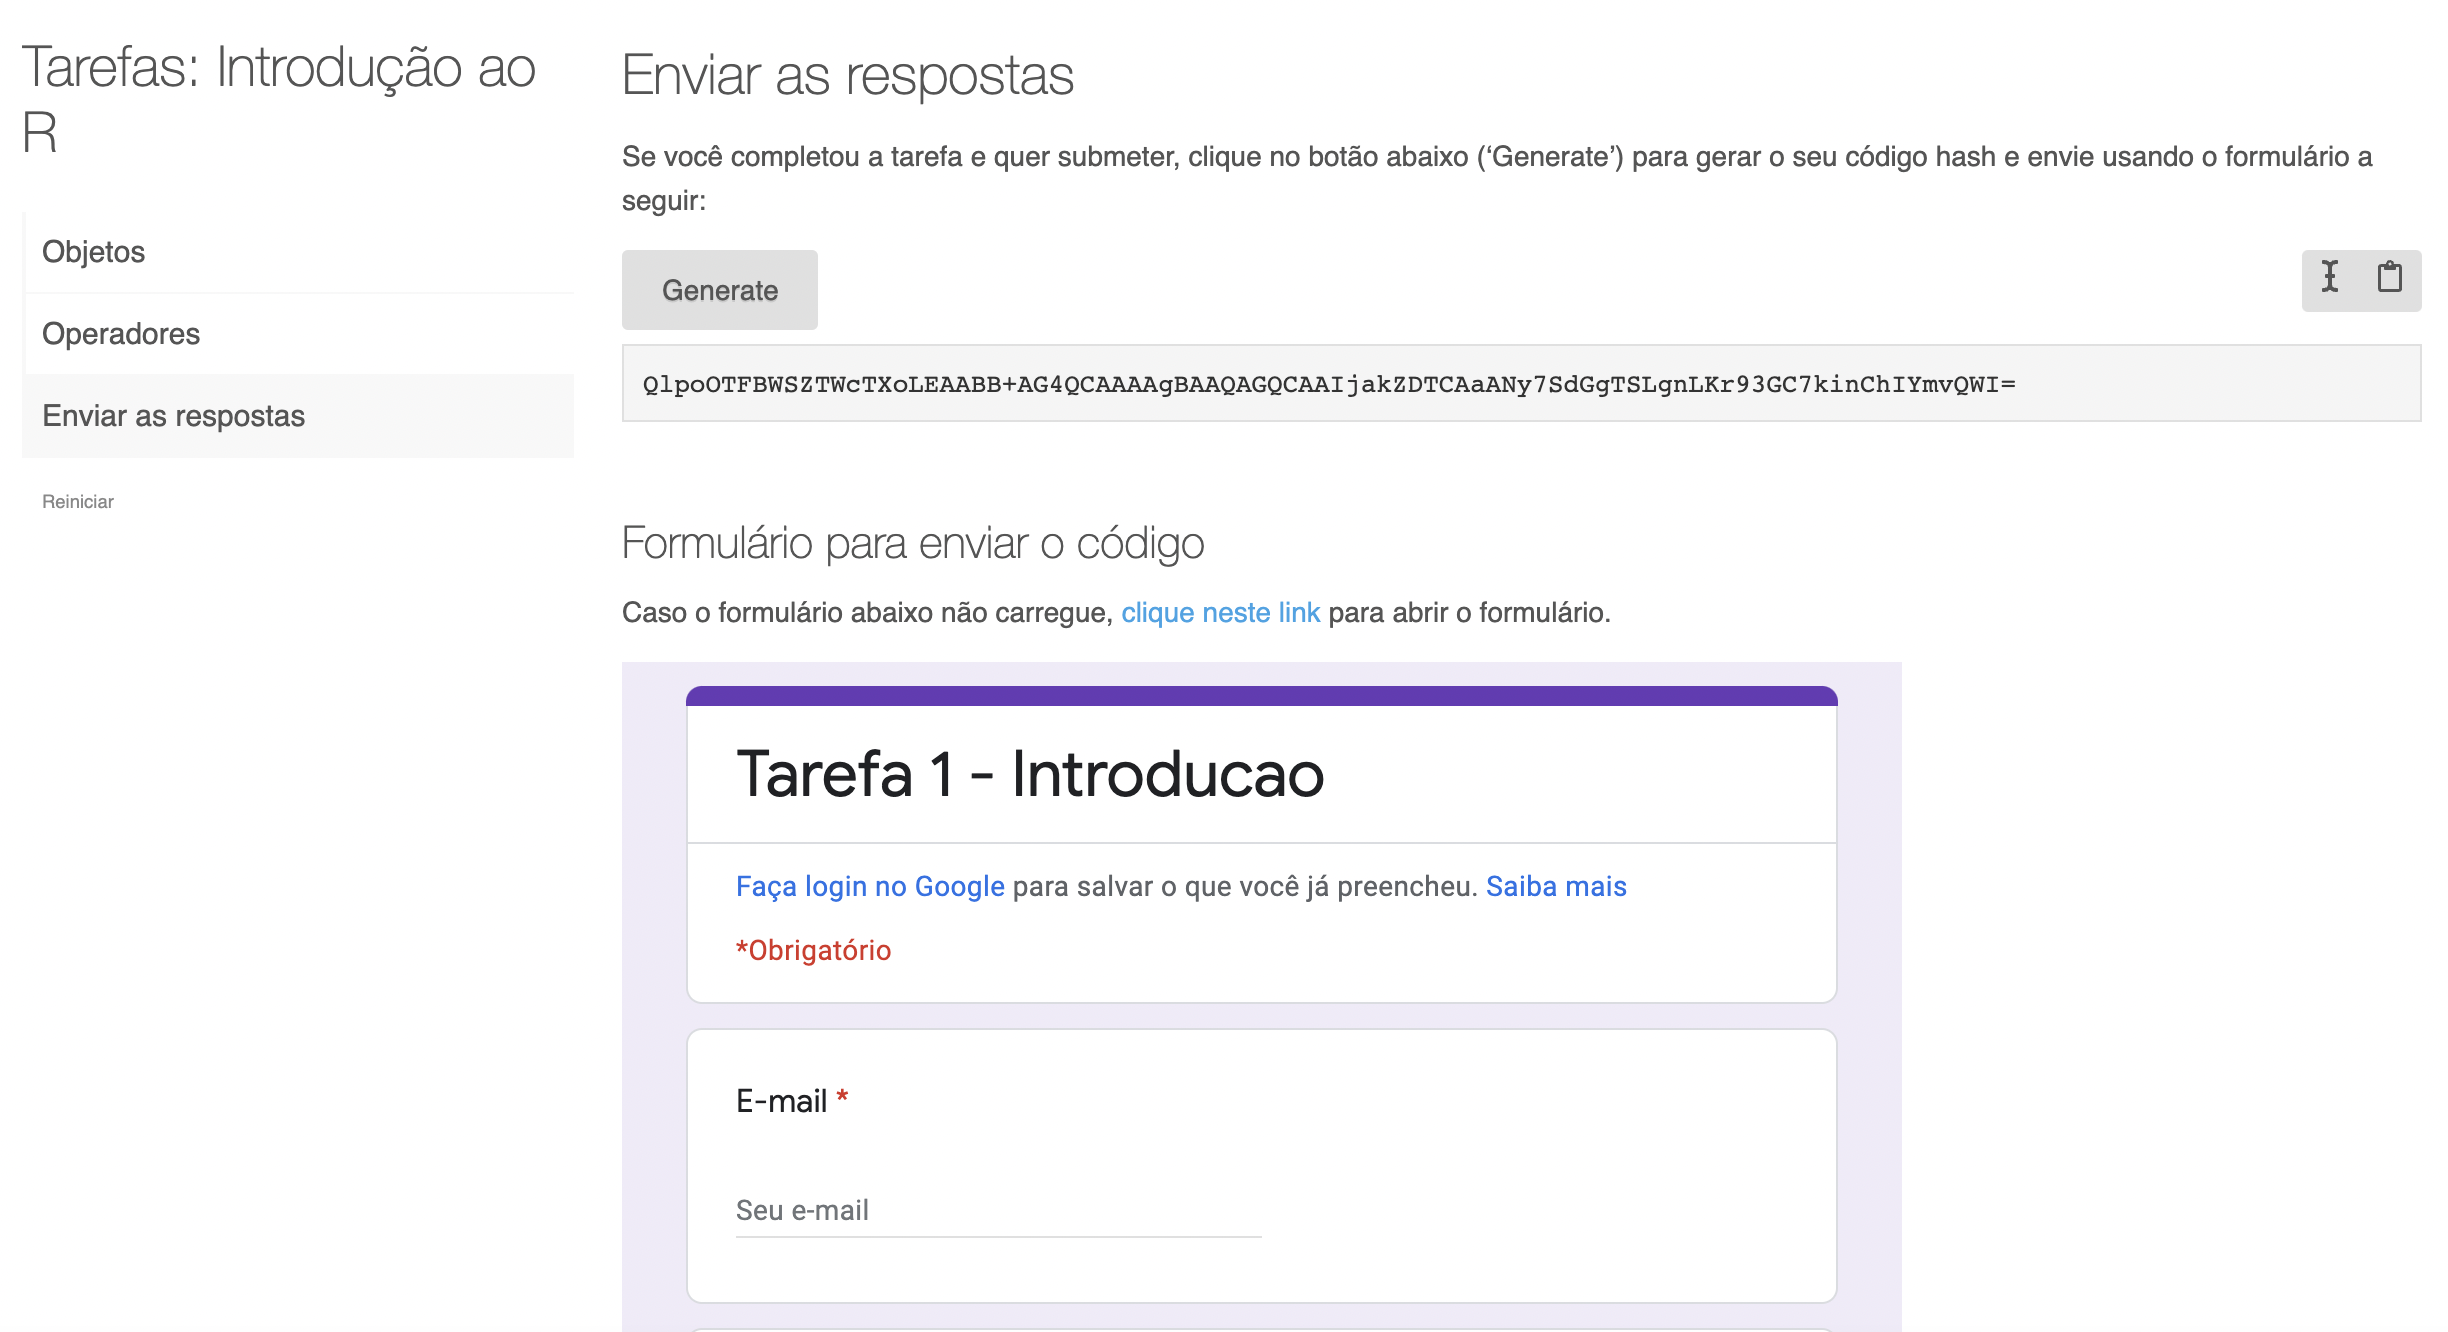 Tarefas: Introdução ao
R
Objetos
Operadores
Enviar as respostas
Reiniciar
Enviar as respostas
Se você completou a tarefa e quer submeter, clique no botão abaixo (‘Generate’) para gerar o seu código hash e envie usando o formulário a
seguir:
Generate
QlpoOTFBWSZTWcTXoLEAABB+AG4QCAAAAgBAAQAGQCAAIjakZDTCAaANy7SdGgTSLgnLKr93GC7kinChIYmvQWI=
Formulário para enviar o código
Caso o formulário abaixo não carregue, clique neste link para abrir o formulário.
Tarefa 1 - Introducao
Faça login no Google para salvar o que você já preencheu. Saiba mais
*Obrigatório
E-mail *
Seu e-mail